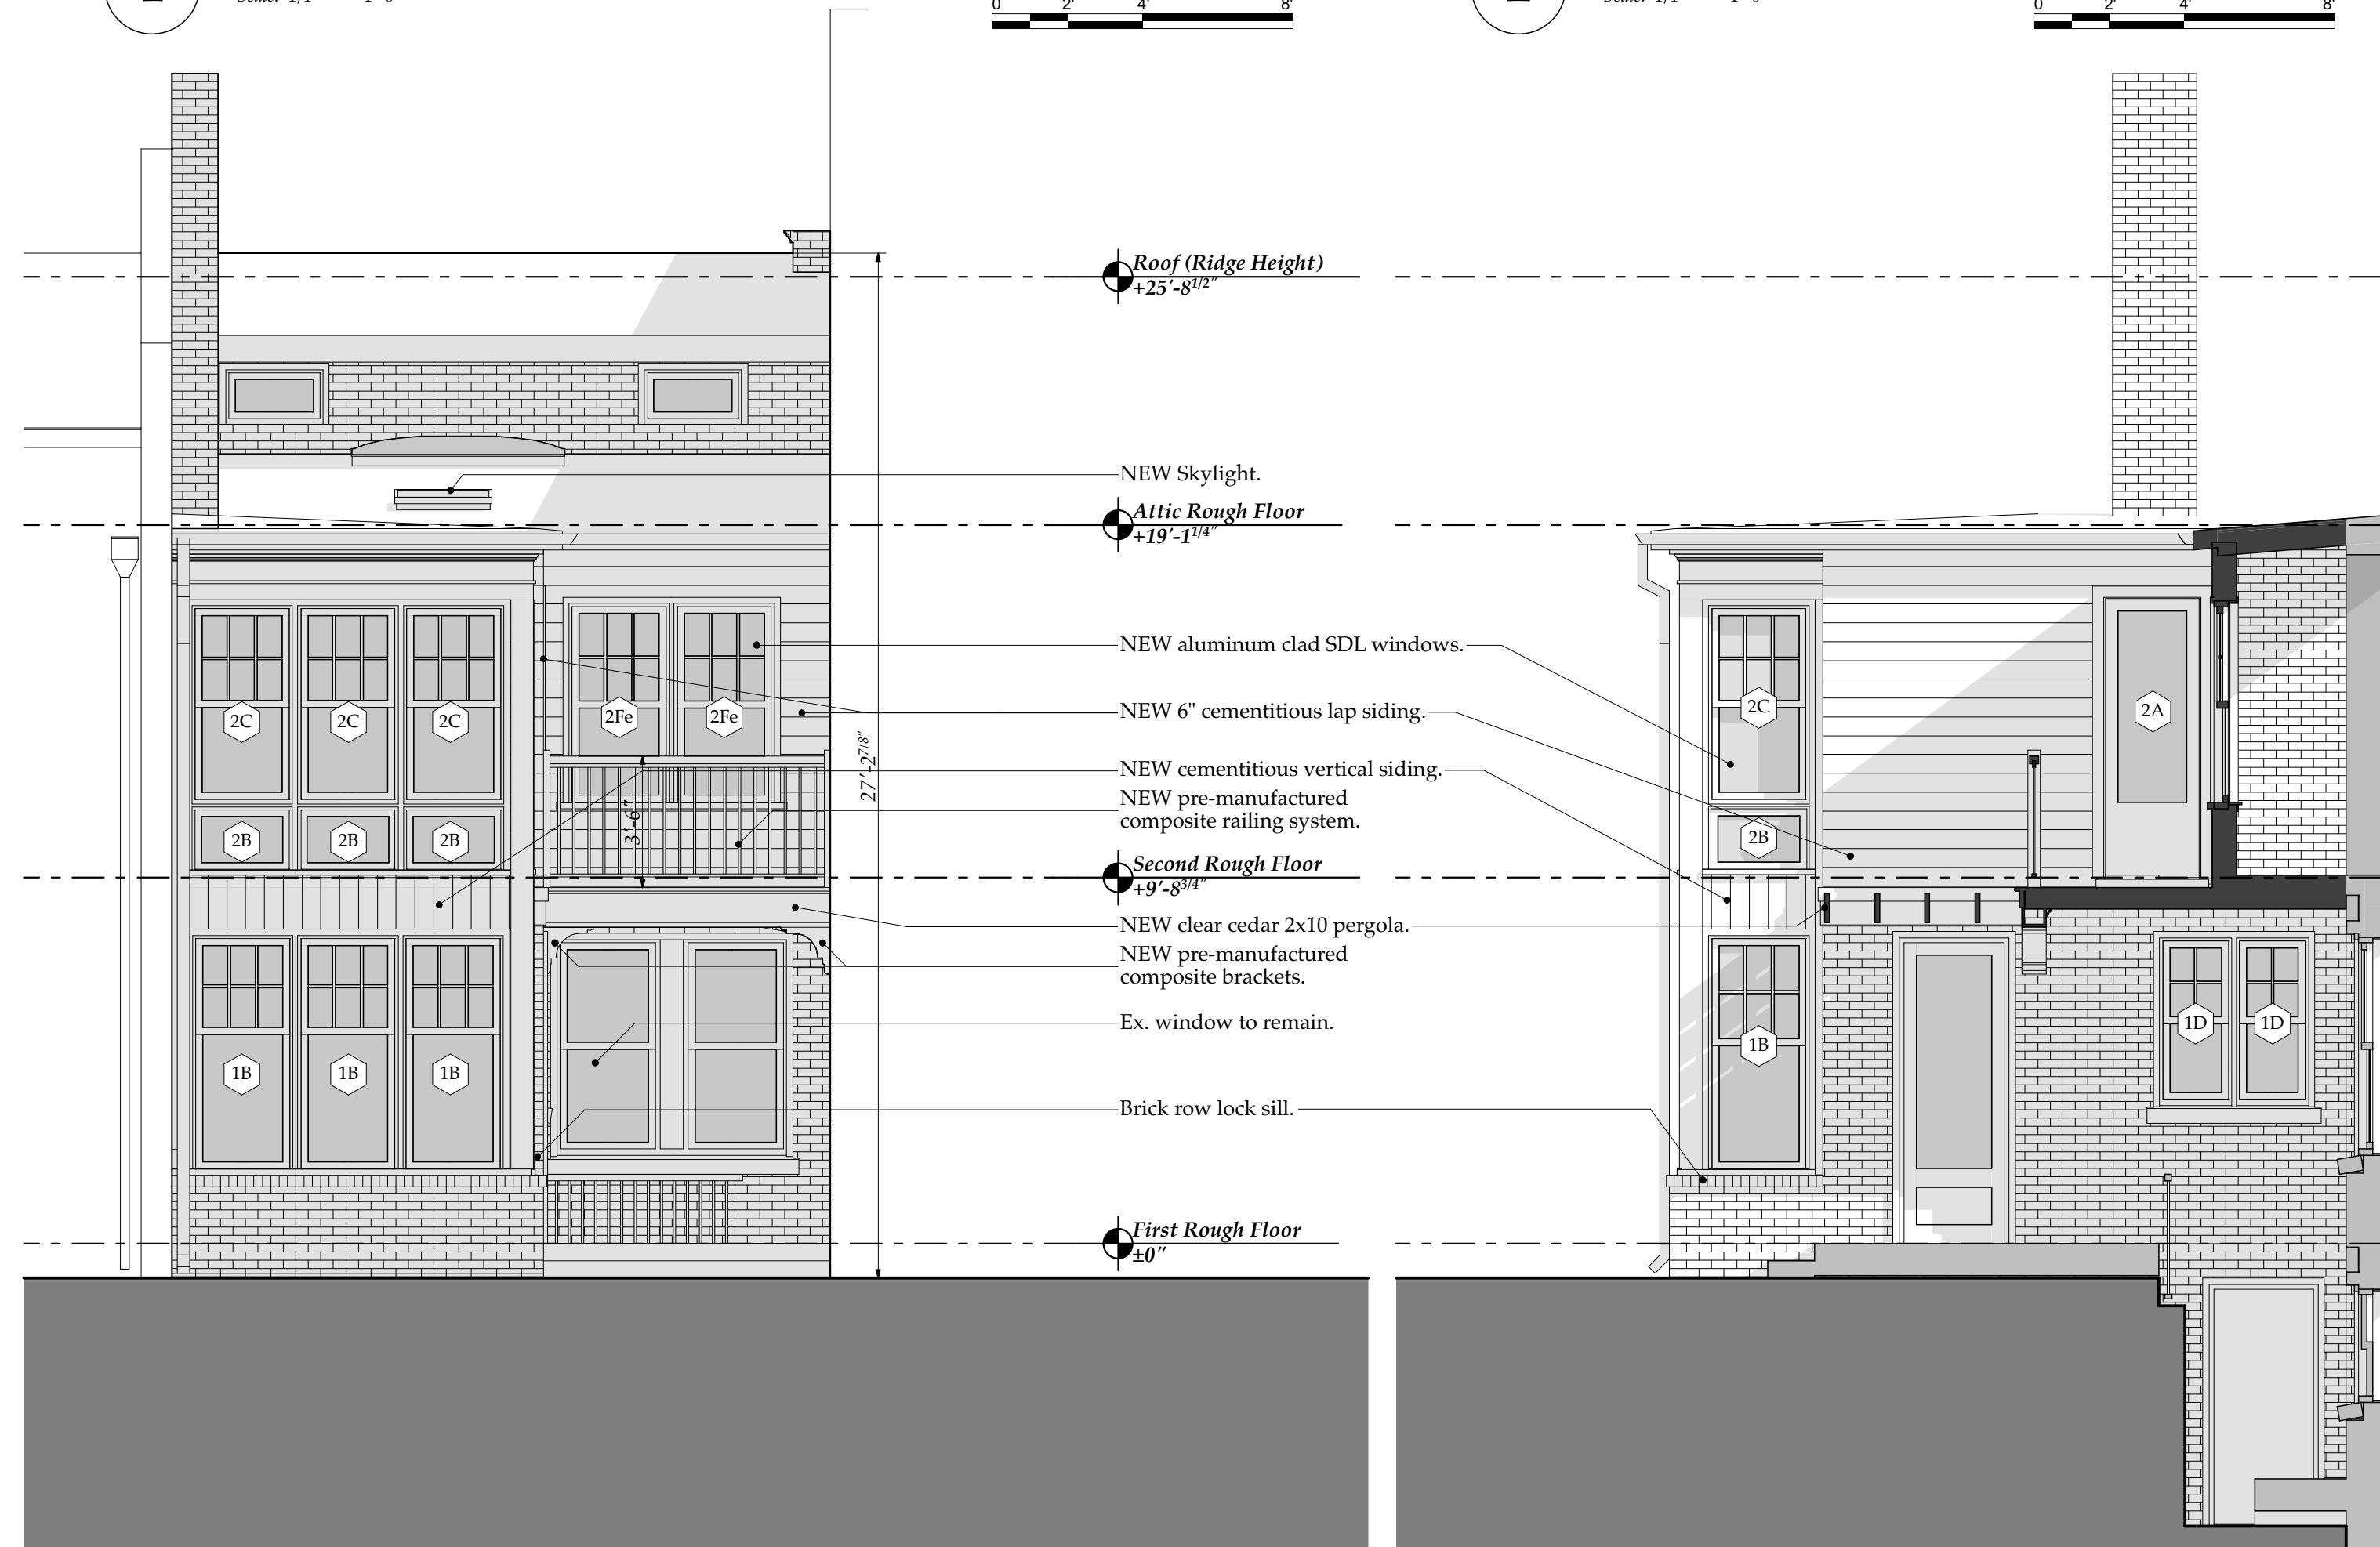 0 2' 4' 8'
0 2' 4' 8'
Roof (Ridge Height)
+25'-8 1/2"
NEW Skylight.
Attic Rough Floor
+19'-1 1/4"
NEW aluminum clad SDL windows.
2C 2C 2C 2Fe 2Fe
NEW 6" cementitious lap siding.
2C 2A
27'-2 7/8"
NEW cementitious vertical siding.
NEW pre-manufactured
composite railing system.
3'-6"
2B 2B 2B
2B
Second Rough Floor
+9'-8 3/4"
NEW clear cedar 2x10 pergola.
NEW pre-manufactured
composite brackets.
Ex. window to remain.
1B 1B 1B
1B 1D 1D
Brick row lock sill.
First Rough Floor
±0"